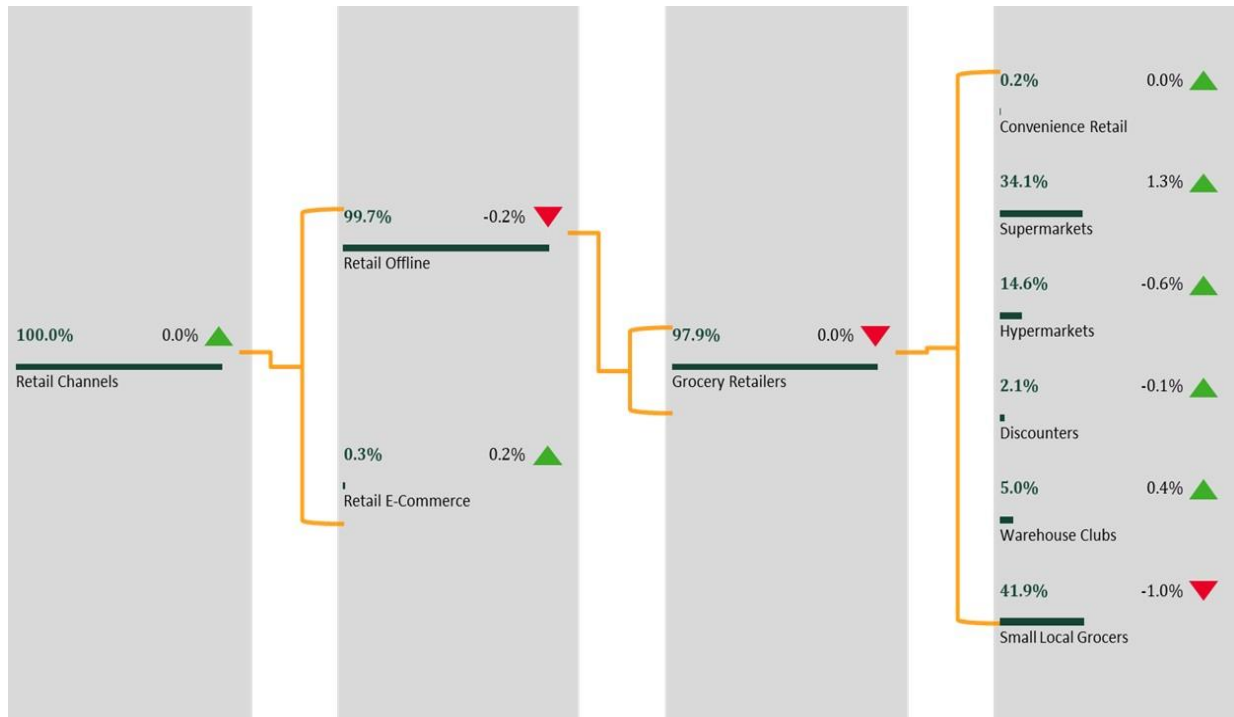 100.0% 0.0%
Retail Channels
99.7% -0.2%
Retail Offline
0.3% 0.2%
Retail E-Commerce
97.9% 0.0%
Grocery Retailers
0.2% 0.0%
Convenience Retail
34.1% 1.3%
Supermarkets
14.6% -0.6%
Hypermarkets
2.1% -0.1%
Discounters
5.0% 0.4%
Warehouse Clubs
41.9% -1.0%
Small Local Grocers